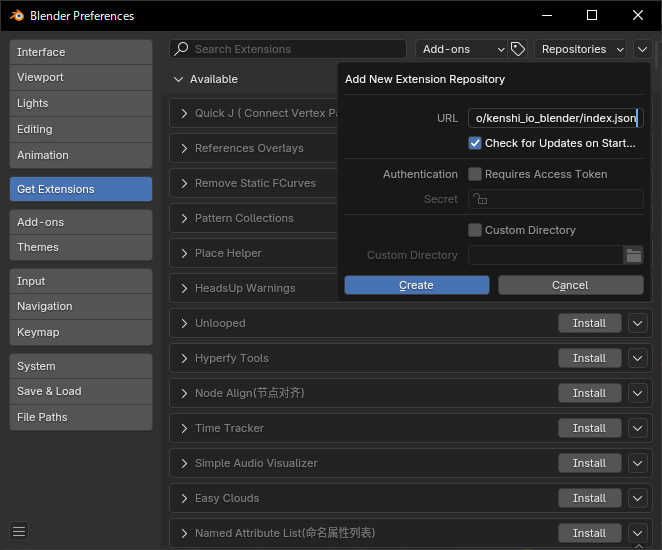 Blender Preferences
Interface
Viewport
Lights
Editing
Animation
Get Extensions
Add-ons
Themes
Input
Navigation
Keymap
System
Save & Load
File Paths
Search Extensions
Add-ons
Repositories
Available
Quick J ( Connect Vertex Pa
References Overlays
Remove Static FCurves
Pattern Collections
Place Helper
HeadsUp Warnings
Unlooped Install
Hyperfy Tools Install
Node Align(节点对齐) Install
Time Tracker Install
Simple Audio Visualizer Install
Easy Clouds Install
Named Attribute List(命名属性列表) Install
Add New Extension Repository
URL o/kenshi_io_blender/index.json
Check for Updates on Start...
Authentication Requires Access Token
Secret
Custom Directory
Custom Directory
Create Cancel